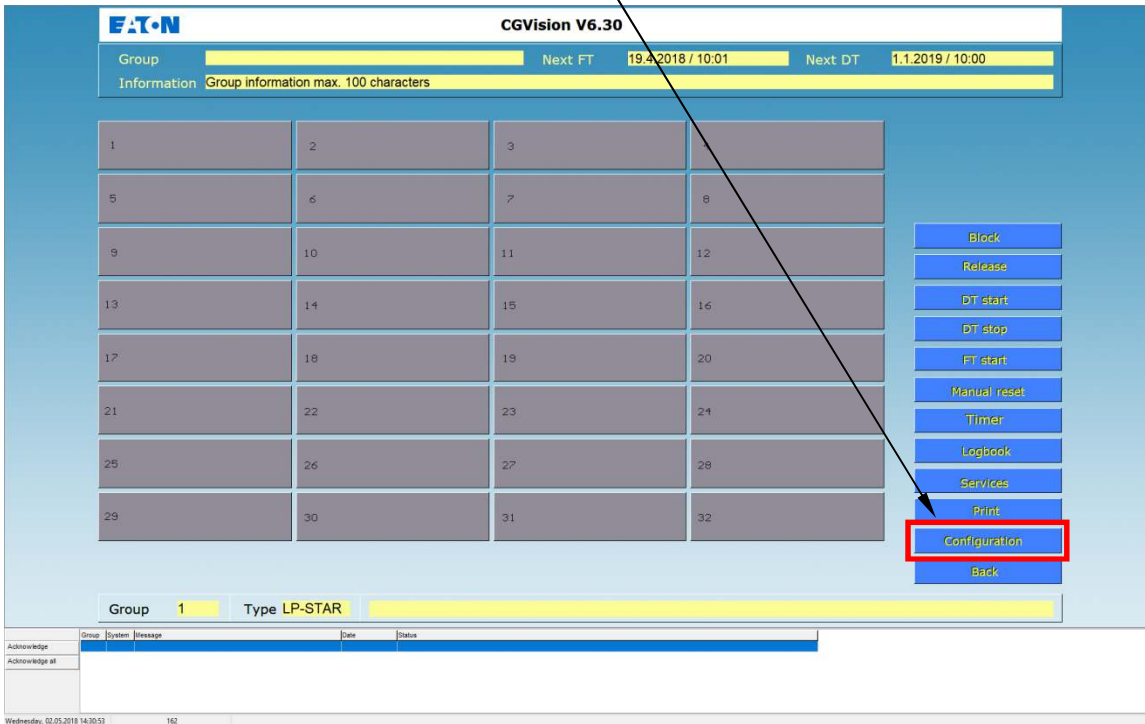 EATON
CGVision V6.30
Group Next FT 19.4.2018 / 10:01 Next DT 1.1.2019 / 10:00
Information Group information max. 100 characters
1 2 3 4
5 6 7 8
9 10 11 12
13 14 15 16
17 18 19 20
21 22 23 24
25 26 27 28
29 30 31 32
Block
Release
DT start
DT stop
FT start
Manual reset
Timer
Logbook
Services
Print
Configuration
Back
Group 1 Type LP-STAR
Group System Message Date Status
Acknowledge
Acknowledge all
Wednesday, 02.05.2018 14:30:53 162